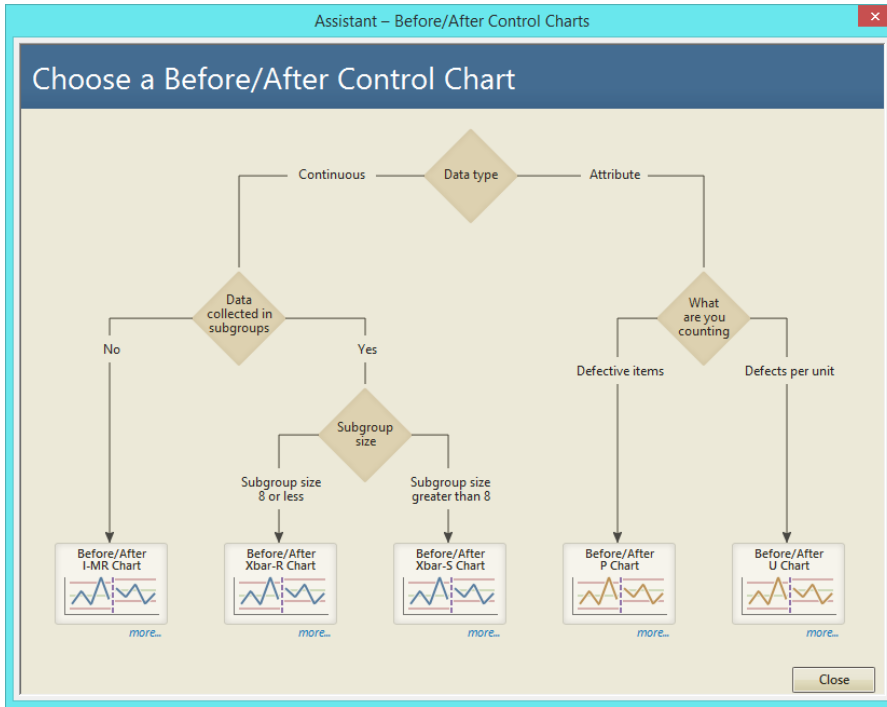 Assistant – Before/After Control Charts
Choose a Before/After Control Chart
Data type
Continuous
Attribute
Data
collected in
subgroups
What
are you
counting
No
Yes
Defective items
Defects per unit
Subgroup
size
Subgroup size
8 or less
Subgroup size
greater than 8
Before/After
I-MR Chart
Before/After
Xbar-R Chart
Before/After
Xbar-S Chart
Before/After
P Chart
Before/After
U Chart
more...
more...
more...
more...
more...
Close